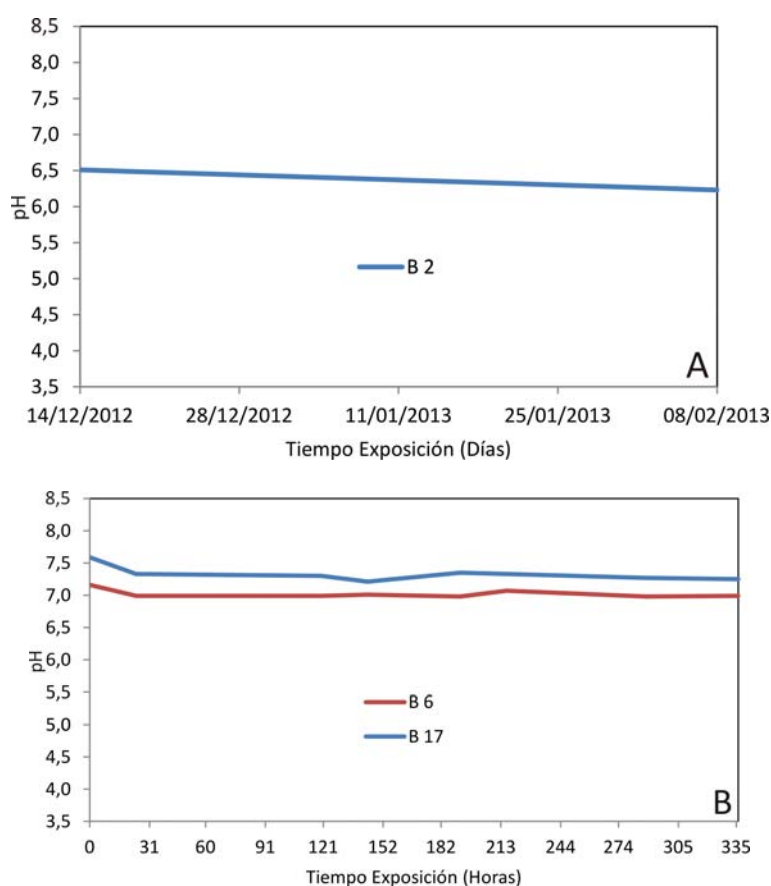 8,5
8,0
7,5
7,0
6,5
6,0
5,5
5,0
4,5
4,0
3,5
pH
B 2
A
14/12/2012 28/12/2012 11/01/2013 25/01/2013 08/02/2013
Tiempo Exposición (Días)
8,5
8,0
7,5
7,0
6,5
6,0
5,5
5,0
4,5
4,0
3,5
pH
B 6
B 17
B
0 31 60 91 121 152 182 213 244 274 305 335
Tiempo Exposición (Horas)